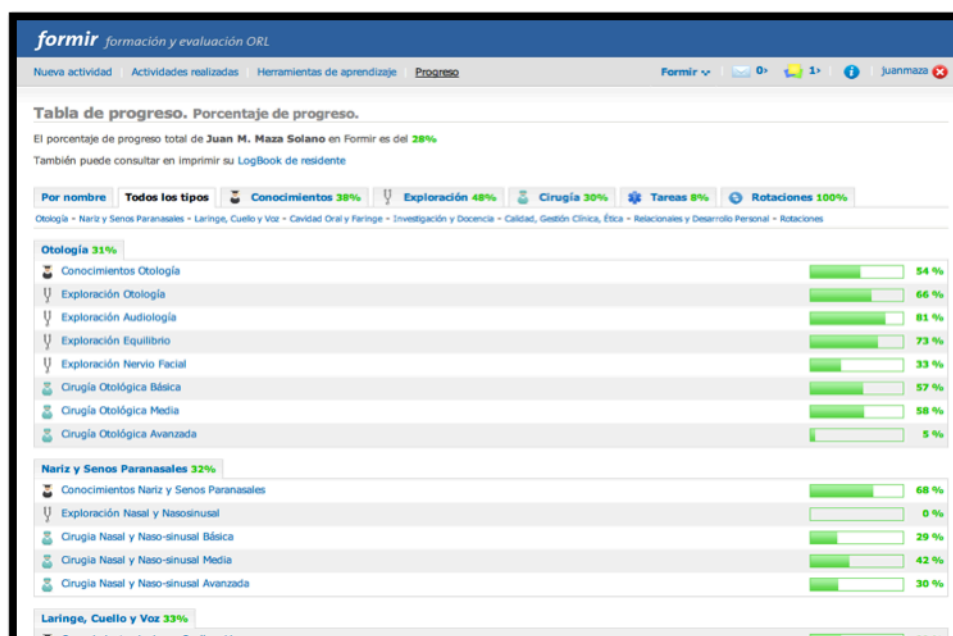 formir formación y evaluación ORL
Nueva actividad Actividades realizadas Herramientas de aprendizaje Progreso Formir 0 1 juanmaza
Tabla de progreso. Porcentaje de progreso.
El porcentaje de progreso total de Juan M. Maza Solano en Formir es del 28%
También puede consultar en imprimir su LogBook de residente
Por nombre Todos los tipos Conocimientos 38% Exploración 48% Cirugía 30% Tareas 8% Rotaciones 100%
Otología - Nariz y Senos Paranasales - Laringe, Cuello y Voz - Cavidad Oral y Faringe - Investigación y Docencia - Calidad, Gestión Clínica, Ética - Relacionales y Desarrollo Personal - Rotaciones
Otología 31%
Conocimientos Otología 54 %
Exploración Otología 66 %
Exploración Audiología 81 %
Exploración Equilibrio 73 %
Exploración Nervio Facial 33 %
Cirugía Otológica Básica 57 %
Cirugía Otológica Media 58 %
Cirugía Otológica Avanzada 5 %
Nariz y Senos Paranasales 32%
Conocimientos Nariz y Senos Paranasales 68 %
Exploración Nasal y Nasosinusal 0 %
Cirugia Nasal y Naso-sinusal Básica 29 %
Cirugia Nasal y Naso-sinusal Media 42 %
Cirugia Nasal y Naso-sinusal Avanzada 30 %
Laringe, Cuello y Voz 33%